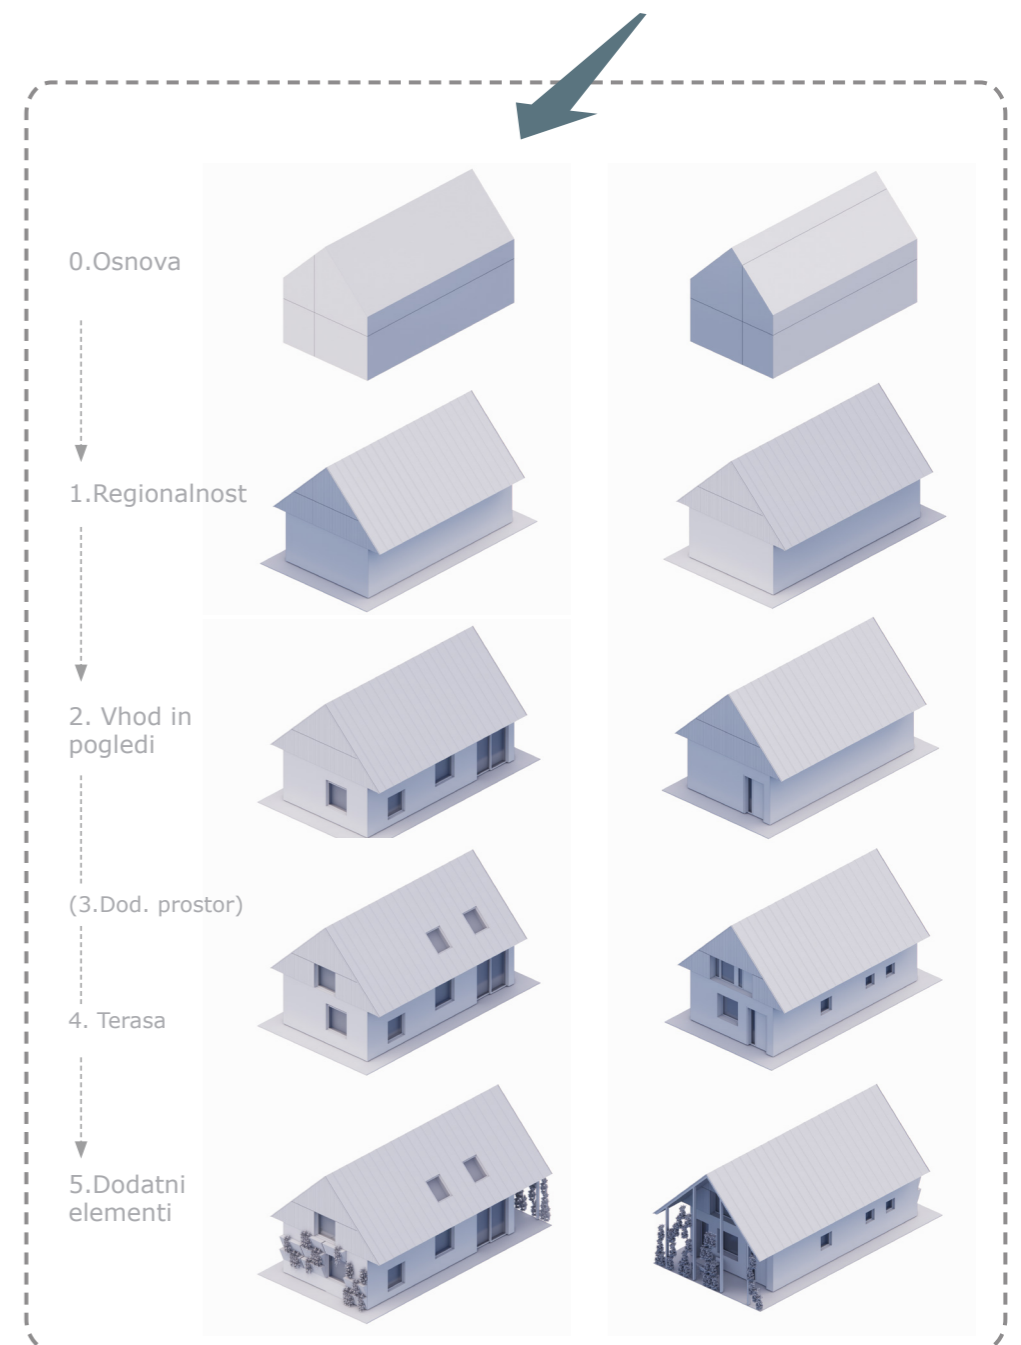 0.Osnova
1.Regionalnost
2. Vhod in
pogledi
(3.Dod. prostor)
4. Terasa
5.Dodatni
elementi